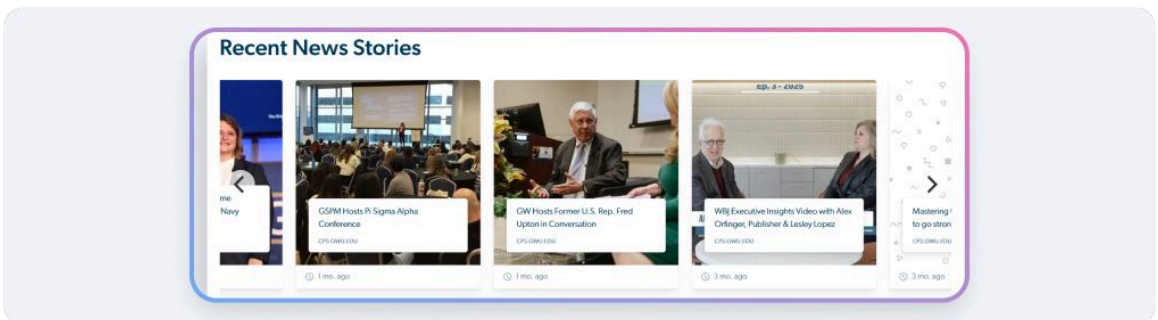 Recent News Stories
me
Navy
GSPM Hosts Pi Sigma Alpha
Conference
CPS.GWU.EDU
1 mo. ago
GW Hosts Former U.S. Rep. Fred
Upton in Conversation
CPS.GWU.EDU
1 mo. ago
Ep. 3 - 2025
WBJ Executive Insights Video with Alex
Orfinger, Publisher & Lesley Lopez
CPS.GWU.EDU
3 mo. ago
Mastering
to go stron
CPS.GWU.EDU
3 mo. ago